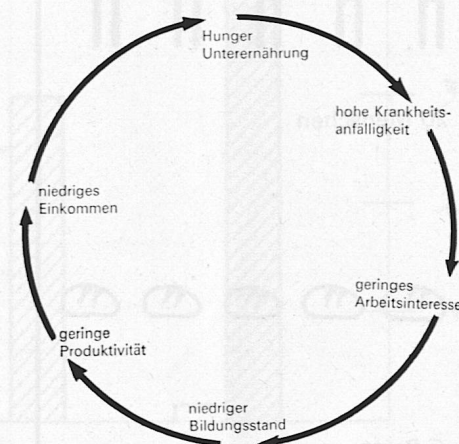 Hunger
Unterernährung
hohe Krankheits-
anfälligkeit
geringes
Arbeitsinteresse
niedriger
Bildungsstand
geringe
Produktivität
niedriges
Einkommen